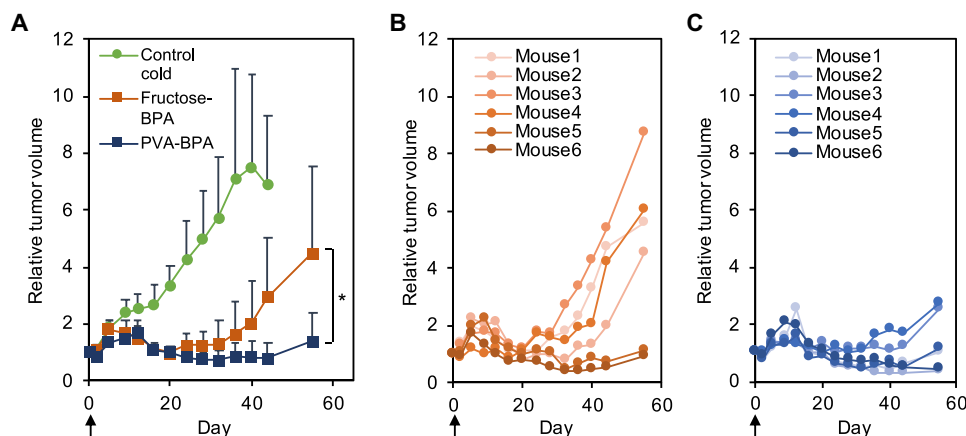 A
Relative tumor volume
12
10
8
6
4
2
0
Control
cold
Fructose-
BPA
PVA-BPA
*
0
20
40
60
Day
B
Relative tumor volume
12
10
8
6
4
2
0
Mouse1
Mouse2
Mouse3
Mouse4
Mouse5
Mouse6
0
20
40
60
Day
C
Relative tumor volume
12
10
8
6
4
2
0
Mouse1
Mouse2
Mouse3
Mouse4
Mouse5
Mouse6
0
20
40
60
Day